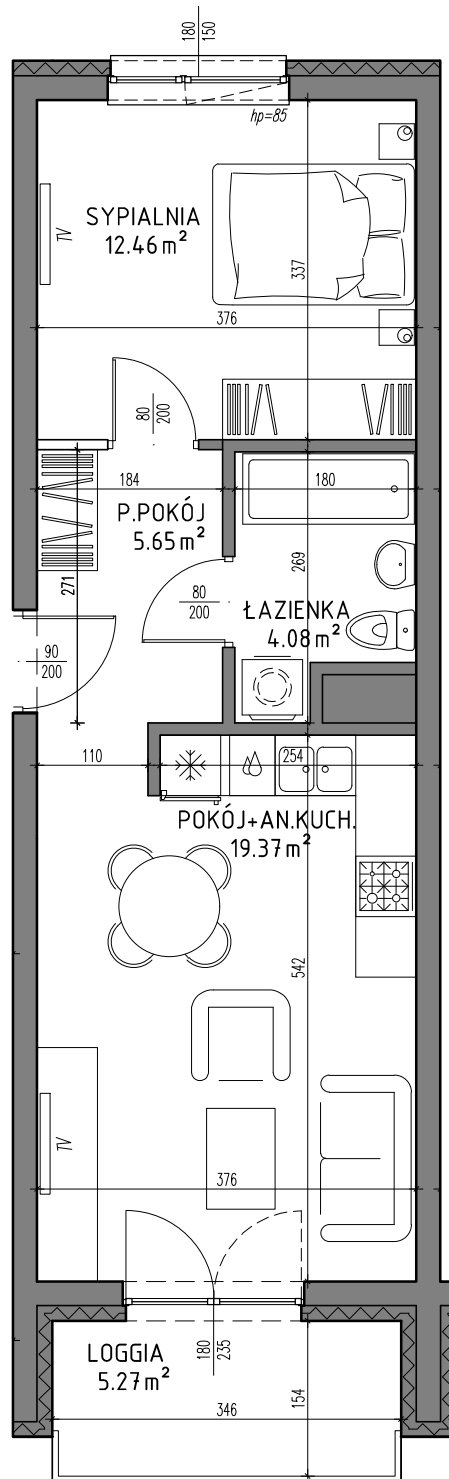 180
150
hp=85
SYPIALNIA
12.46 m²
TV
337
376
80
200
184
180
P.POKÓJ
5.65 m²
269
271
80
200
ŁAZIENKA
4.08 m²
90
200
110
254
POKÓJ+AN.KUCH.
19.37 m²
542
TV
376
LOGGIA
5.27 m²
180
235
346
154